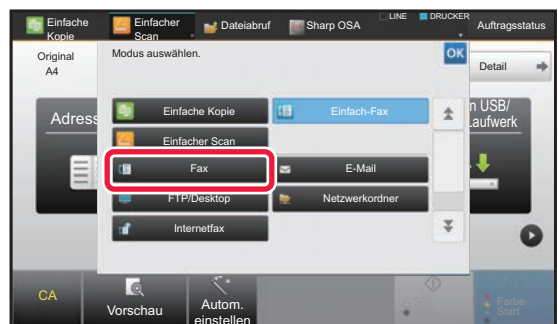 Einfache
Kopie
Einfacher
Scan
Dateiabruf
Sharp OSA
LINE
DRUCKER
Auftragsstatus
Original
A4
Modus auswählen.
OK
Detail
Adress
n USB/
aufwerk
Einfache Kopie
Einfach-Fax
Einfacher Scan
Fax
E-Mail
FTP/Desktop
Netzwerkordner
Internetfax
CA
Vorschau
Autom.
einstellen
S/W
Farbe
Start